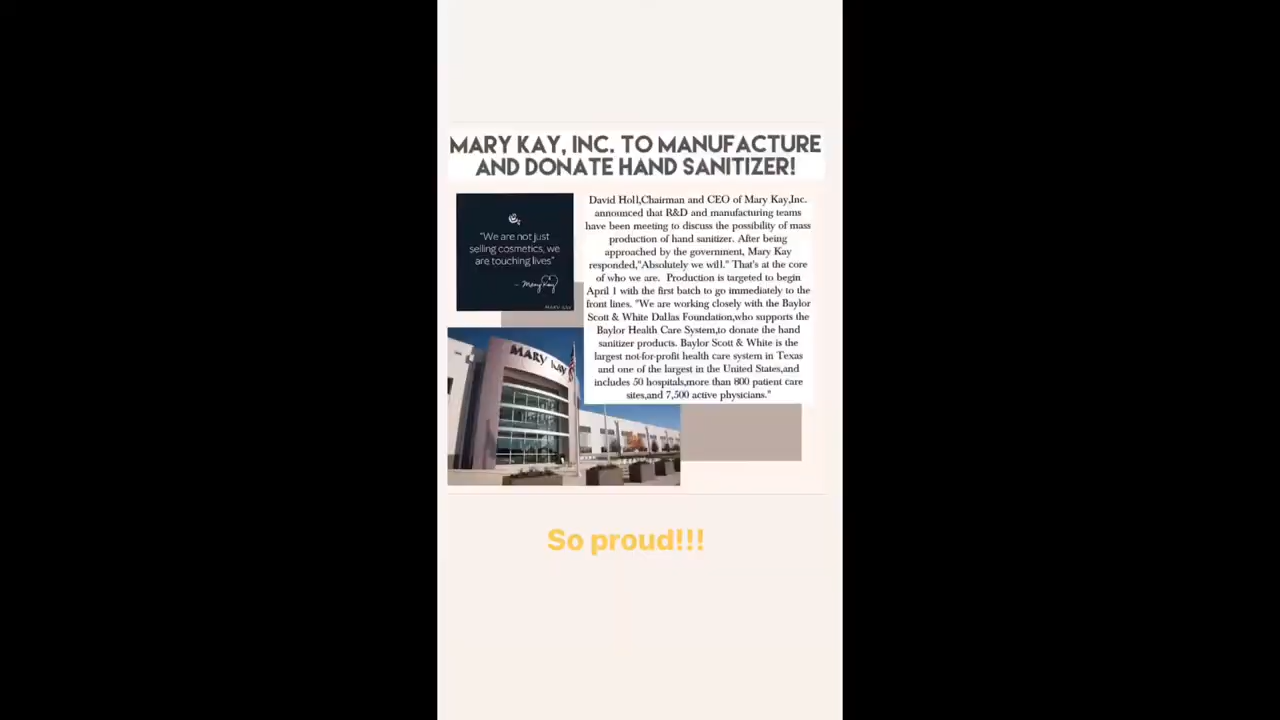 MARY KAY, INC. TO MANUFACTURE
AND DONATE HAND SANITIZER!
"We are not just
selling cosmetics, we
are touching lives"
- Mary Kay
MARY KAY
David Holl,Chairman and CEO of Mary Kay,Inc.
announced that R&D and manufacturing teams
have been meeting to discuss the possibility of mass
production of hand sanitizer. After being
approached by the government, Mary Kay
responded,"Absolutely we will." That's at the core
of who we are. Production is targeted to begin
April 1 with the first batch to go immediately to the
front lines. "We are working closely with the Baylor
Scott & White Dallas Foundation,who supports the
Baylor Health Care System,to donate the hand
sanitizer products. Baylor Scott & White is the
largest not-for-profit health care system in Texas
and one of the largest in the United States,and
includes 50 hospitals,more than 800 patient care
sites,and 7,500 active physicians."
MARY KAY
So proud!!!